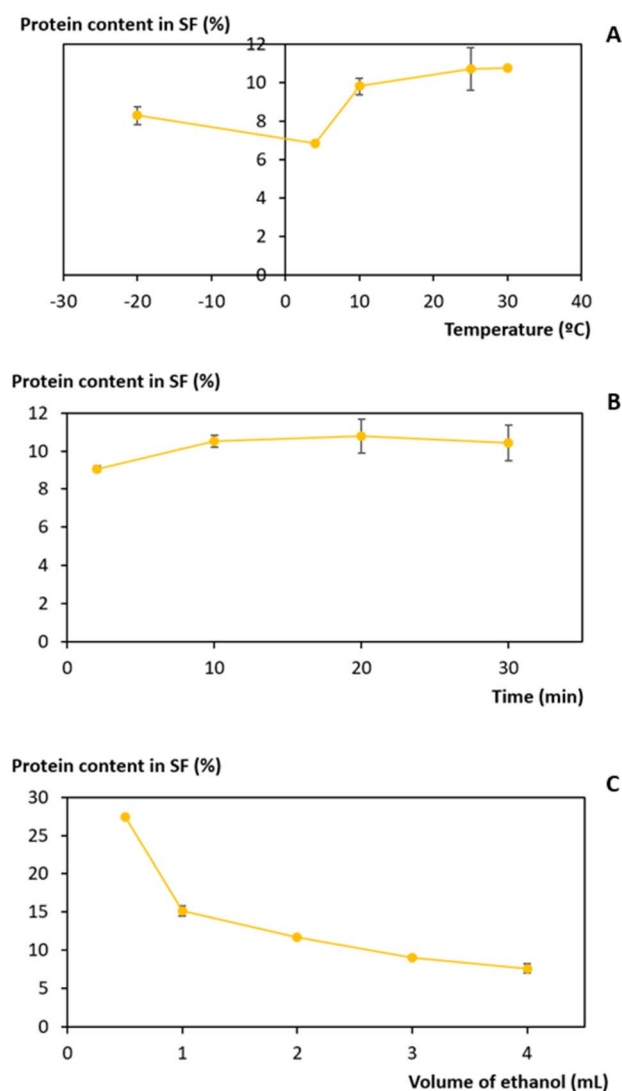 Protein content in SF (%)
A
12
10
8
6
4
2
0
-30 -20 -10 0 10 20 30 40
Temperature (ºC)
Protein content in SF (%)
B
12
10
8
6
4
2
0
0 10 20 30
Time (min)
Protein content in SF (%)
C
30
25
20
15
10
5
0
0 1 2 3 4
Volume of ethanol (mL)